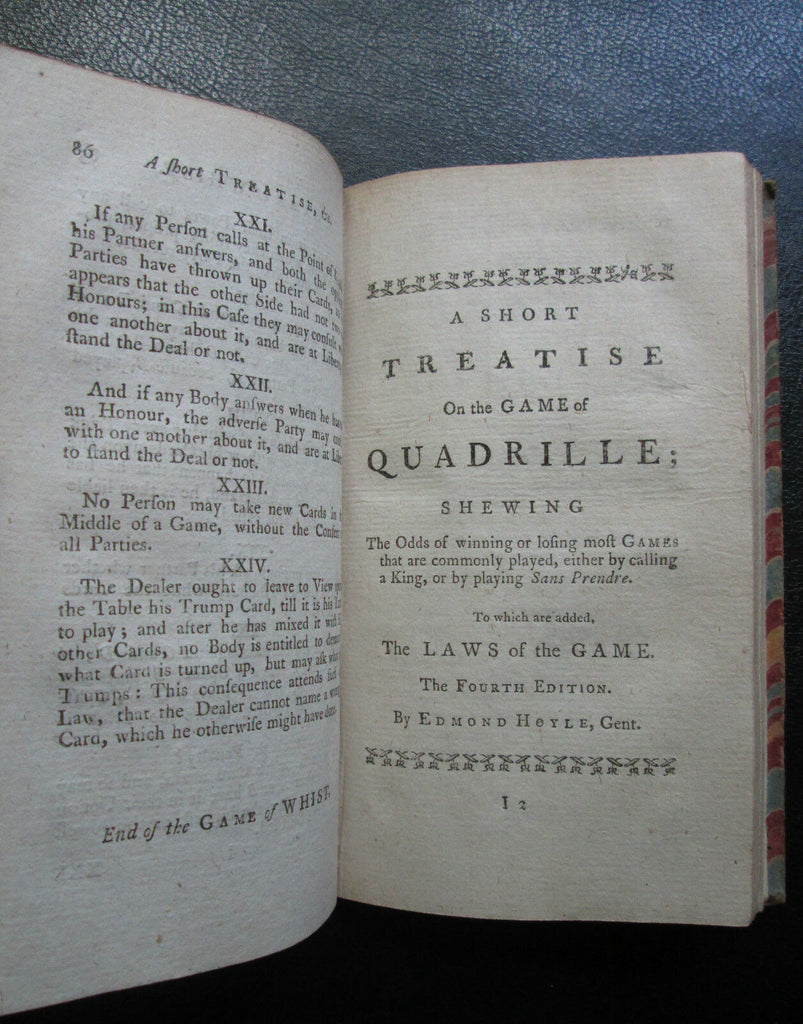 86
A ſhort TREATISE, &c.
XXI.
If any Perſon calls at the Point of
his Partner anſwers, and both the
Parties have thrown up their Cards,
appears that the other Side had not
Honours; in this Caſe they may conſult
one another about it, and are at
ſtand the Deal or not.
XXII.
And if any Body anſwers when he
an Honour, the adverſe Party may
with one another about it, and are at
to ſtand the Deal or not.
XXIII.
No Perſon may take new Cards in
Middle of a Game, without the Conſent
all Parties.
XXIV.
The Dealer ought to leave to View
the Table his Trump Card, till it is his
to play; and after he has mixed it with
other Cards, no Body is entitled to
what Card is turned up, but may aſk
Trumps: This conſequence attends
Law, that the Dealer cannot name a
Card, which he otherwiſe might have done.
End of the GAME of WHIST.
A SHORT
TREATISE
On the GAME of
QUADRILLE;
SHEWING
The Odds of winning or loſing moſt GAMES
that are commonly played, either by calling
a King, or by playing Sans Prendre.
To which are added,
The LAWS of the GAME.
The FOURTH EDITION.
By EDMOND HOYLE, Gent.
I 2